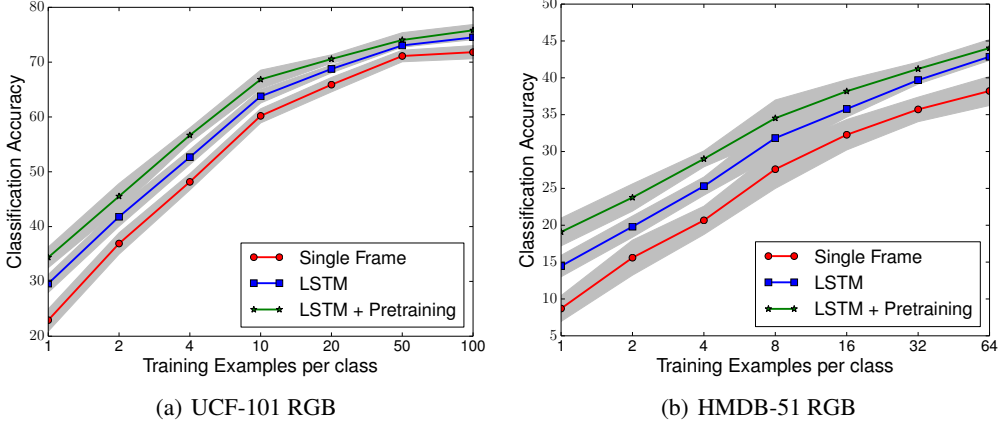 Classification Accuracy
80
70
60
50
40
30
20
1 2 4 10 20 50 100
Training Examples per class
Single Frame
LSTM
LSTM + Pretraining
(a) UCF-101 RGB
Classification Accuracy
50
45
40
35
30
25
20
15
10
5
1 2 4 8 16 32 64
Training Examples per class
Single Frame
LSTM
LSTM + Pretraining
(b) HMDB-51 RGB